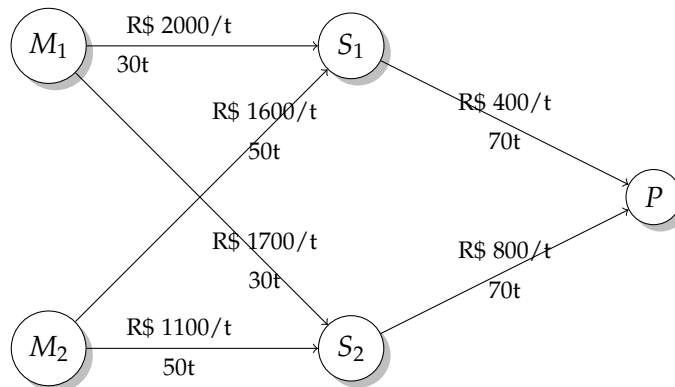 R$ 2000/t
M₁
S₁
30t
R$ 1600/t
R$ 400/t
50t
70t
P
R$ 1700/t
R$ 800/t
30t
70t
R$ 1100/t
M₂
S₂
50t